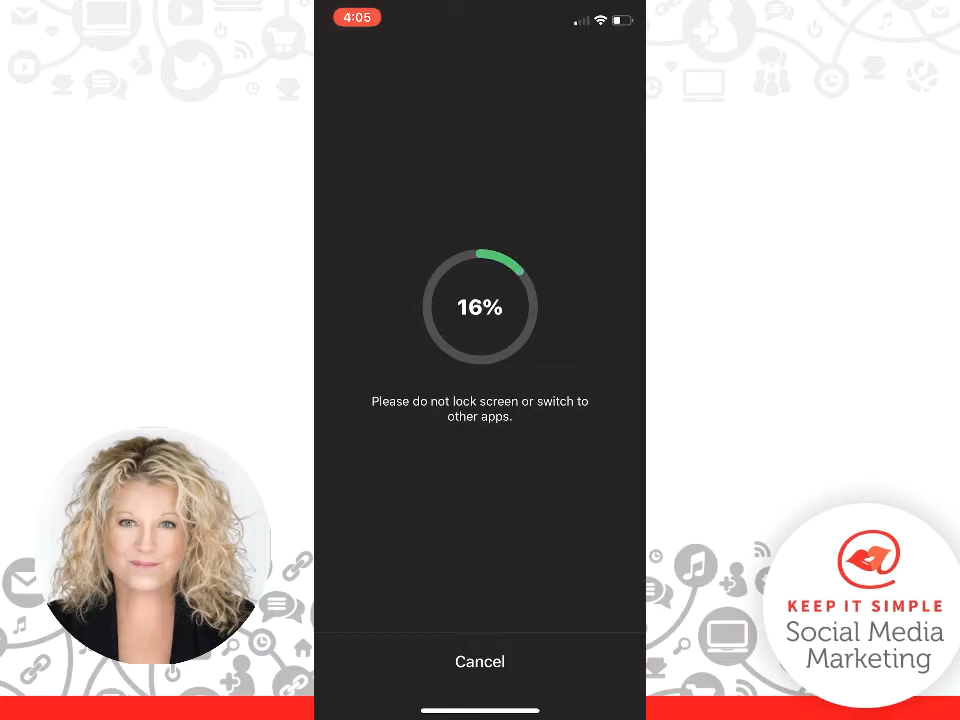 4:05
16%
Please do not lock screen or switch to
other apps.
Cancel
KEEP IT SIMPLE
Social Media
Marketing